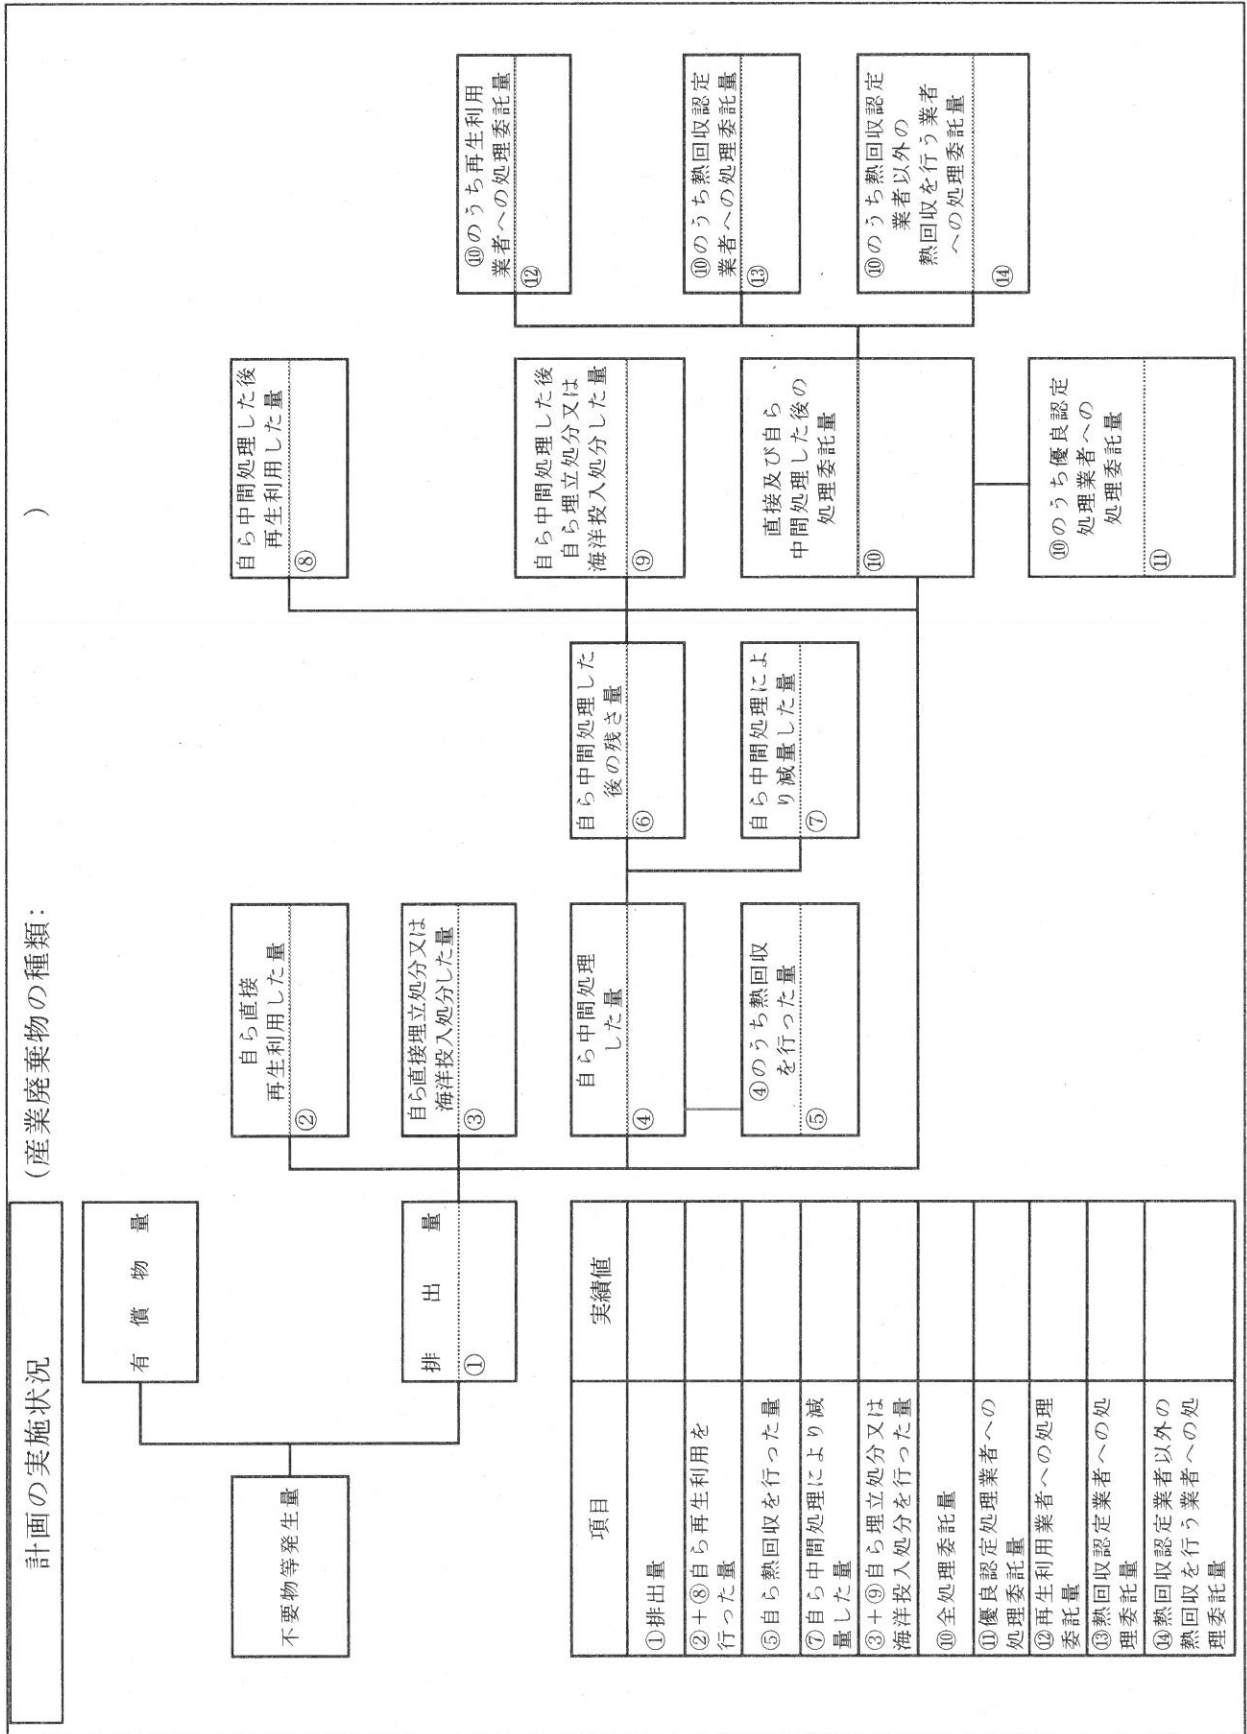 計画の実施状況
(産業廃棄物の種類: )
不要物等発生量
有償物量
排出量
①
自ら直接
再生利用した量
②
自ら直接埋立処分又は
海洋投入処分した量
③
自ら中間処理
した量
④
④のうち熱回収
を行った量
⑤
自ら中間処理した
後の残さ量
⑥
自ら中間処理によ
り減量した量
⑦
自ら中間処理した後
再生利用した量
⑧
自ら中間処理した後
自ら埋立処分又は
海洋投入処分した量
⑨
直接及び自ら
中間処理した後の
処理委託量
⑩
⑩のうち優良認定
処理業者への
処理委託量
⑪
⑩のうち再生利用
業者への処理委託量
⑫
⑩のうち熱回収認定
業者への処理委託量
⑬
⑩のうち熱回収認定
業者以外の
熱回収を行う業者
への処理委託量
⑭
項目 実績値
①排出量
②+⑧自ら再生利用を
行った量
⑤自ら熱回収を行った量
⑦自ら中間処理により減
量した量
③+⑨自ら埋立処分又は
海洋投入処分を行った量
⑩全処理委託量
⑪優良認定処理業者への
処理委託量
⑫再生利用業者への処理
委託量
⑬熱回収認定業者への処
理委託量
⑭熱回収認定業者以外の
熱回収を行う業者への処
理委託量